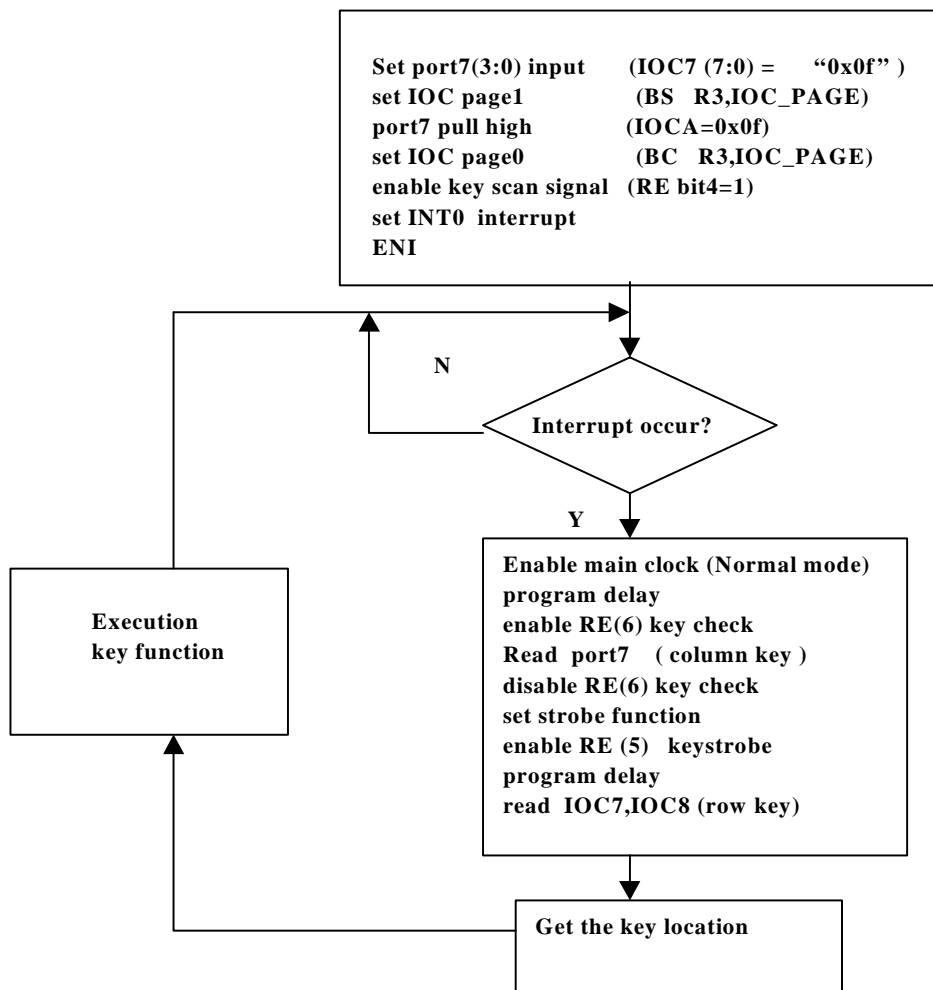 Set port7(3:0) input (IOC7 (7:0) = “0x0f” )
set IOC page1 (BS R3,IOC_PAGE)
port7 pull high (IOCA=0x0f)
set IOC page0 (BC R3,IOC_PAGE)
enable key scan signal (RE bit4=1)
set INT0 interrupt
ENI
N
Interrupt occur?
Y
Enable main clock (Normal mode)
program delay
enable RE(6) key check
Read port7 ( column key )
disable RE(6) key check
set strobe function
enable RE (5) keystrobe
program delay
read IOC7,IOC8 (row key)
Execution
key function
Get the key location